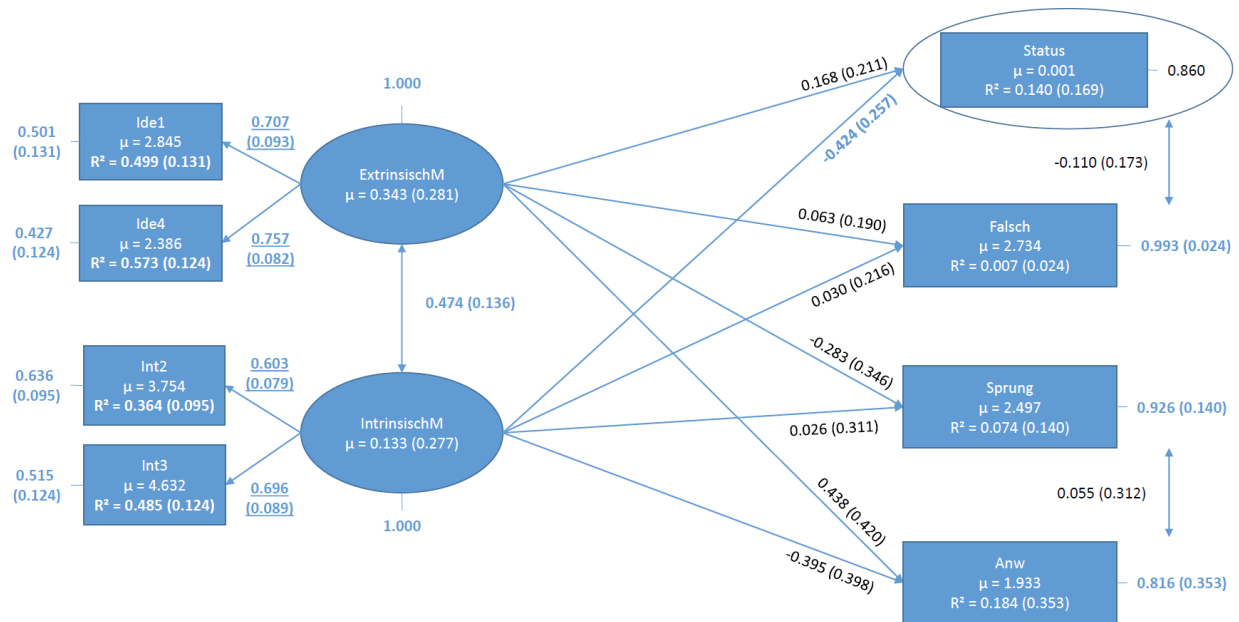 1.000
0.501
(0.131)
Ide1
μ = 2.845
R² = 0.499 (0.131)
0.707
(0.093)
0.427
(0.124)
Ide4
μ = 2.386
R² = 0.573 (0.124)
0.757
(0.082)
ExtrinsischM
μ = 0.343 (0.281)
0.474 (0.136)
0.636
(0.095)
Int2
μ = 3.754
R² = 0.364 (0.095)
0.603
(0.079)
0.515
(0.124)
Int3
μ = 4.632
R² = 0.485 (0.124)
0.696
(0.089)
IntrinsischM
μ = 0.133 (0.277)
1.000
0.168 (0.211)
-0.424 (0.257)
0.063 (0.190)
0.030 (0.216)
-0.283 (0.346)
0.026 (0.311)
0.438 (0.420)
-0.395 (0.398)
Status
μ = 0.001
R² = 0.140 (0.169)
0.860
-0.110 (0.173)
Falsch
μ = 2.734
R² = 0.007 (0.024)
0.993 (0.024)
Sprung
μ = 2.497
R² = 0.074 (0.140)
0.926 (0.140)
0.055 (0.312)
Anw
μ = 1.933
R² = 0.184 (0.353)
0.816 (0.353)